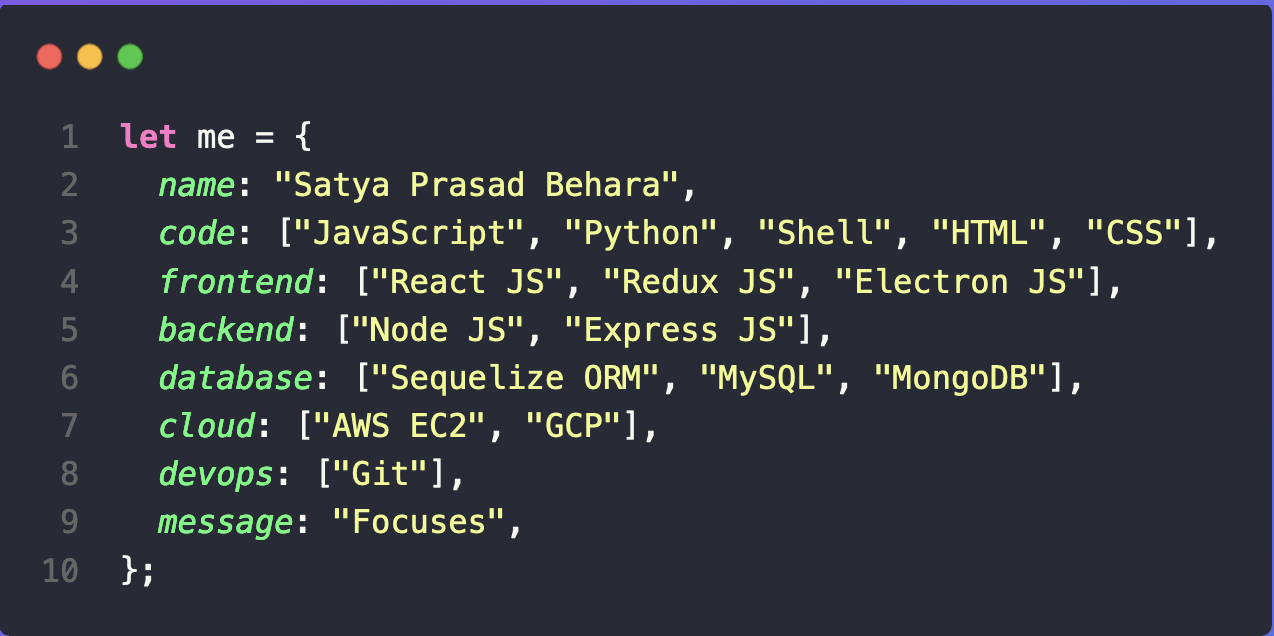 1 let me = {
2 name: "Satya Prasad Behara",
3 code: ["JavaScript", "Python", "Shell", "HTML", "CSS"],
4 frontend: ["React JS", "Redux JS", "Electron JS"],
5 backend: ["Node JS", "Express JS"],
6 database: ["Sequelize ORM", "MySQL", "MongoDB"],
7 cloud: ["AWS EC2", "GCP"],
8 devops: ["Git"],
9 message: "Focuses",
10 };